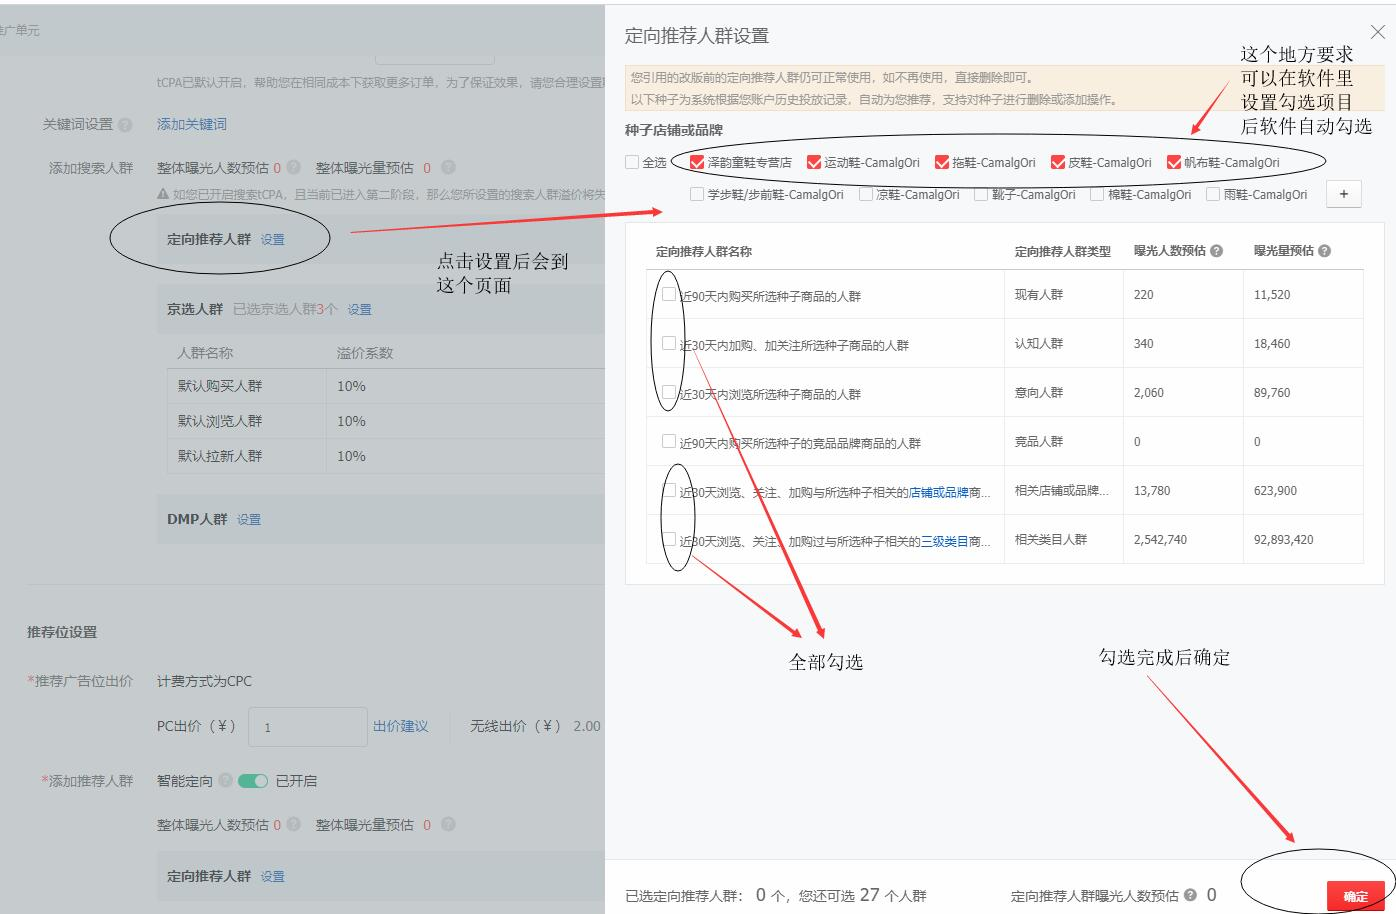 推广单元
tCPA已默认开启，帮助您在相同成本下获取更多订单，为了保证效果，请您合理设置
关键词设置 ? 添加关键词
添加搜索人群 整体曝光人数预估 0 ? 整体曝光量预估 0 ?
如您已开启搜索tCPA，且当前已进入第二阶段，那么您所设置的搜索人群溢价将失
定向推荐人群 设置
点击设置后会到
这个页面
京选人群 已选京选人群3个 设置
人群名称 溢价系数
默认购买人群 10%
默认浏览人群 10%
默认拉新人群 10%
DMP人群 设置
推荐位设置
*推荐广告位出价 计费方式为CPC
PC出价（¥） 1 出价建议 无线出价（¥） 2.00
*添加推荐人群 智能定向 ? 已开启
整体曝光人数预估 0 ? 整体曝光量预估 0 ?
定向推荐人群 设置
定向推荐人群设置
这个地方要求
可以在软件里
设置勾选项目
后软件自动勾选
您引用的改版前的定向推荐人群仍可正常使用，如不再使用，直接删除即可。
以下种子为系统根据您账户历史投放记录，自动为您推荐，支持对种子进行删除或添加操作。
种子店铺或品牌
全选 泽韵童鞋专营店 运动鞋-CamalgOri 拖鞋-CamalgOri 皮鞋-CamalgOri 帆布鞋-CamalgOri
学步鞋/步前鞋-CamalgOri 凉鞋-CamalgOri 靴子-CamalgOri 棉鞋-CamalgOri 雨鞋-CamalgOri +
定向推荐人群名称 定向推荐人群类型 曝光人数预估 ? 曝光量预估 ?
近90天内购买所选种子商品的人群 现有人群 220 11,520
近30天内加购、加关注所选种子商品的人群 认知人群 340 18,460
近30天内浏览所选种子商品的人群 意向人群 2,060 89,760
近90天内购买所选种子的竞品品牌商品的人群 竞品人群 0 0
近30天浏览、关注、加购与所选种子相关的店铺或品牌商... 相关店铺或品牌... 13,780 623,900
近30天浏览、关注、加购过与所选种子相关的三级类目商... 相关类目人群 2,542,740 92,893,420
全部勾选
勾选完成后确定
已选定向推荐人群： 0 个，您还可选 27 个人群 定向推荐人群曝光人数预估 ? 0
确定